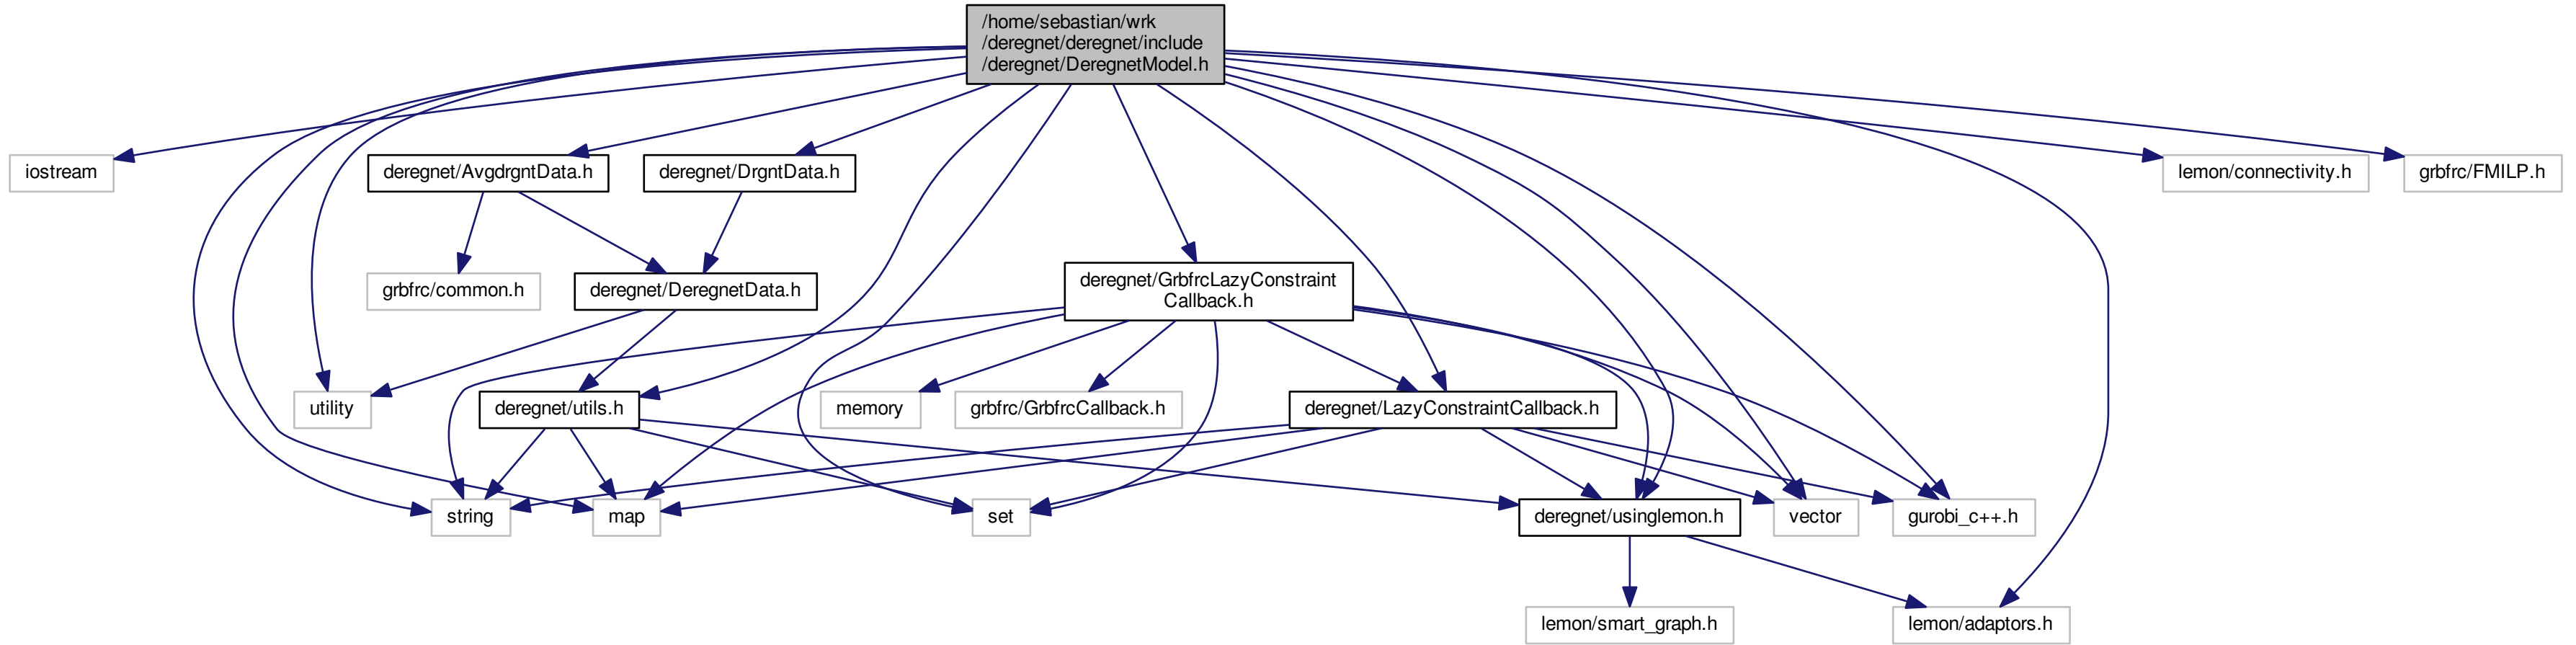 /home/sebastian/wrk
/deregnet/deregnet/include
/deregnet/DeregnetModel.h
iostream
deregnet/AvgdrgntData.h
deregnet/DrgntData.h
lemon/connectivity.h
grbfrc/FMILP.h
grbfrc/common.h
deregnet/DeregnetData.h
deregnet/GrbfrcLazyConstraint
Callback.h
utility
deregnet/utils.h
memory
grbfrc/GrbfrcCallback.h
deregnet/LazyConstraintCallback.h
string
map
set
deregnet/usinglemon.h
vector
gurobi_c++.h
lemon/smart_graph.h
lemon/adaptors.h